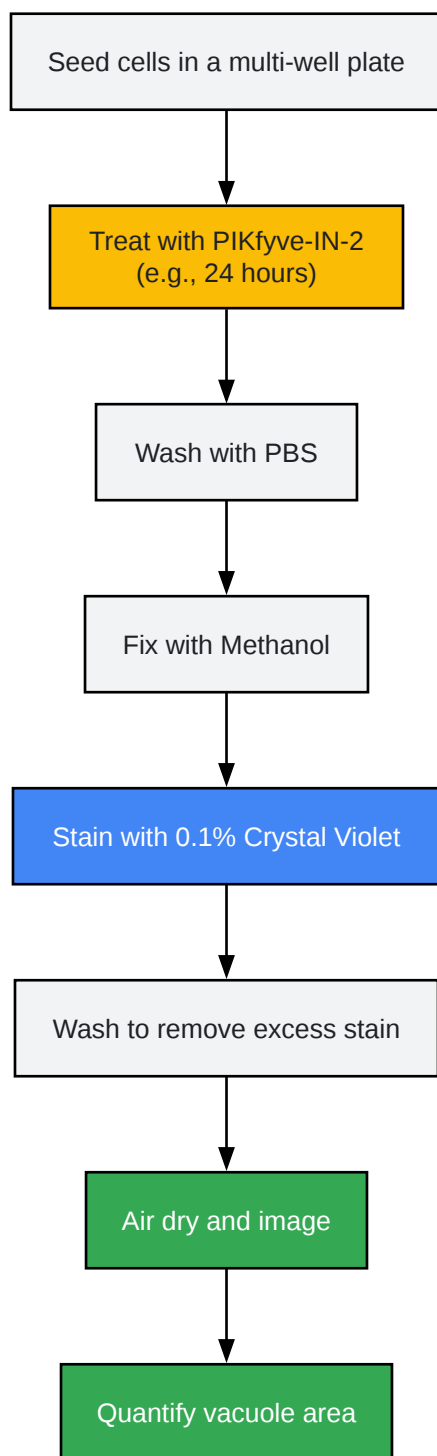 Seed cells in a multi-well plate
Treat with PIKfyve-IN-2
(e.g., 24 hours)
Wash with PBS
Fix with Methanol
Stain with 0.1% Crystal Violet
Wash to remove excess stain
Air dry and image
Quantify vacuole area